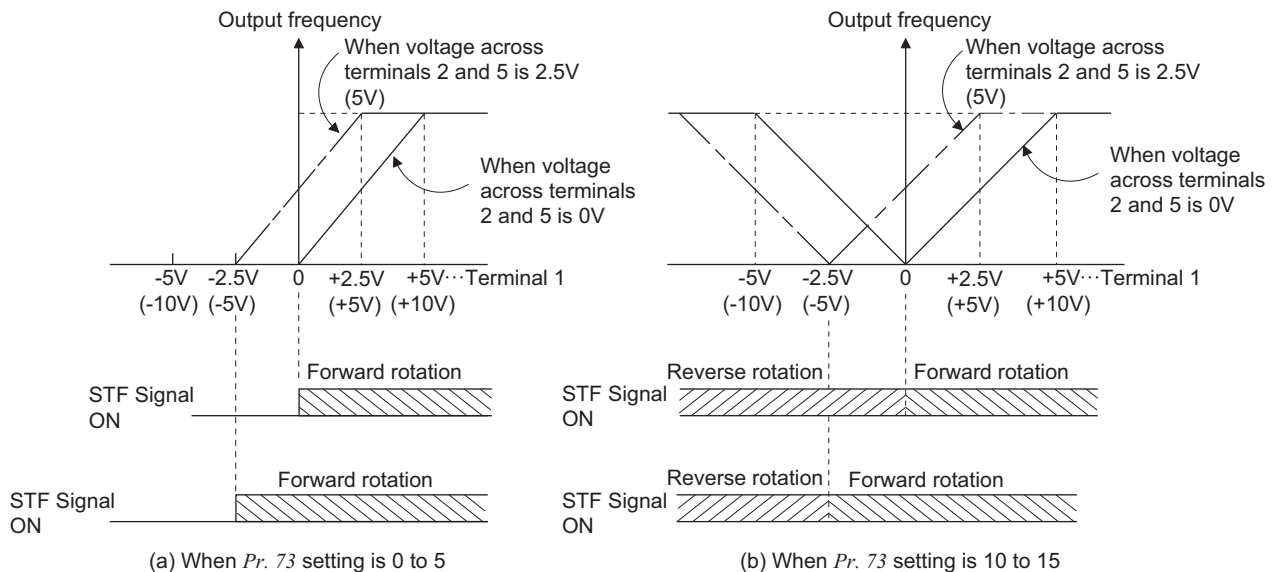 Output frequency
When voltage across
terminals 2 and 5 is 2.5V
(5V)
When voltage
across terminals
2 and 5 is 0V
-5V -2.5V 0 +2.5V +5V···Terminal 1
(-10V) (-5V) (+5V) (+10V)
Forward rotation
STF Signal
ON
Forward rotation
STF Signal
ON
(a) When Pr. 73 setting is 0 to 5
Output frequency
When voltage across
terminals 2 and 5 is 2.5V
(5V)
When voltage
across terminals
2 and 5 is 0V
-5V -2.5V 0 +2.5V +5V···Terminal 1
(-10V) (-5V) (+5V) (+10V)
Reverse rotation Forward rotation
STF Signal
ON
Reverse rotation Forward rotation
STF Signal
ON
(b) When Pr. 73 setting is 10 to 15